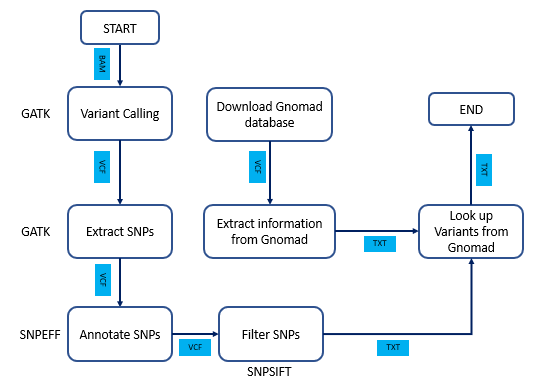 START
BAM
GATK
Variant Calling
Download Gnomad
database
END
VCF
VCF
TXT
GATK
Extract SNPs
Extract information
from Gnomad
TXT
Look up
Variants from
Gnomad
VCF
SNPEFF
Annotate SNPs
VCF
Filter SNPs
TXT
SNPSIFT